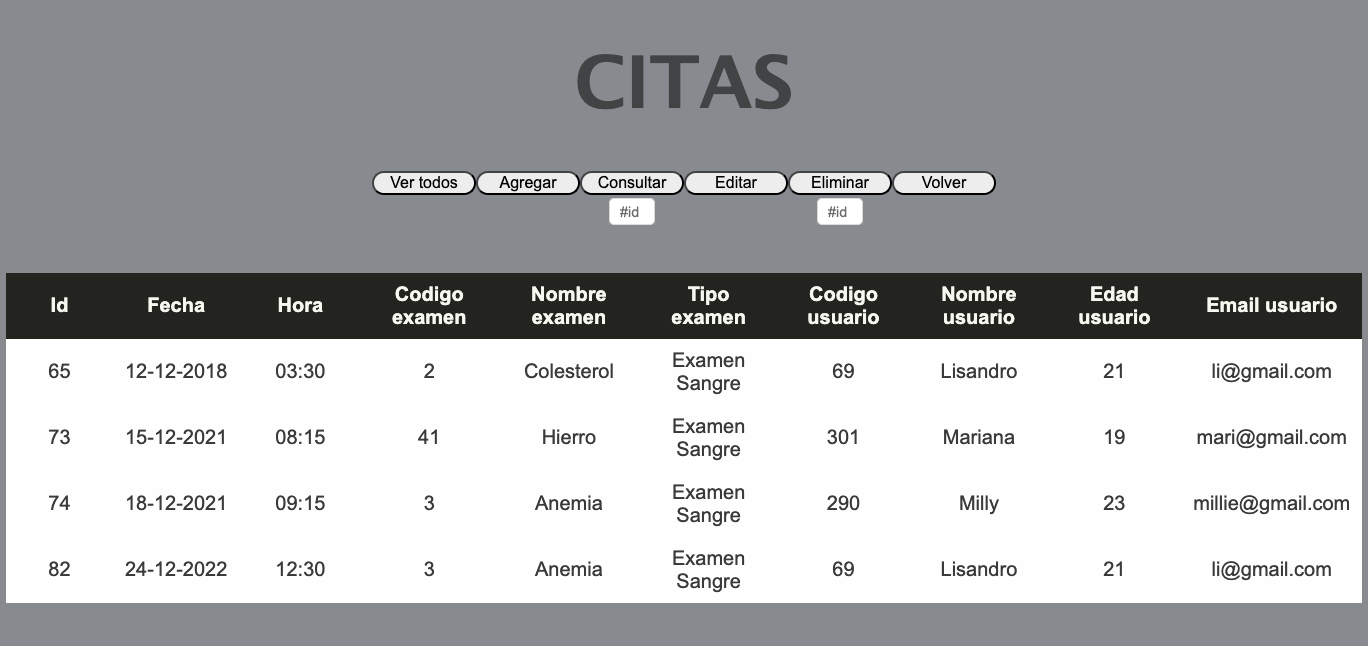 CITAS
Ver todos Agregar Consultar Editar Eliminar Volver
#id #id
Id Fecha Hora Codigo examen Nombre examen Tipo examen Codigo usuario Nombre usuario Edad usuario Email usuario
65 12-12-2018 03:30 2 Colesterol Examen Sangre 69 Lisandro 21 li@gmail.com
73 15-12-2021 08:15 41 Hierro Examen Sangre 301 Mariana 19 mari@gmail.com
74 18-12-2021 09:15 3 Anemia Examen Sangre 290 Milly 23 millie@gmail.com
82 24-12-2022 12:30 3 Anemia Examen Sangre 69 Lisandro 21 li@gmail.com